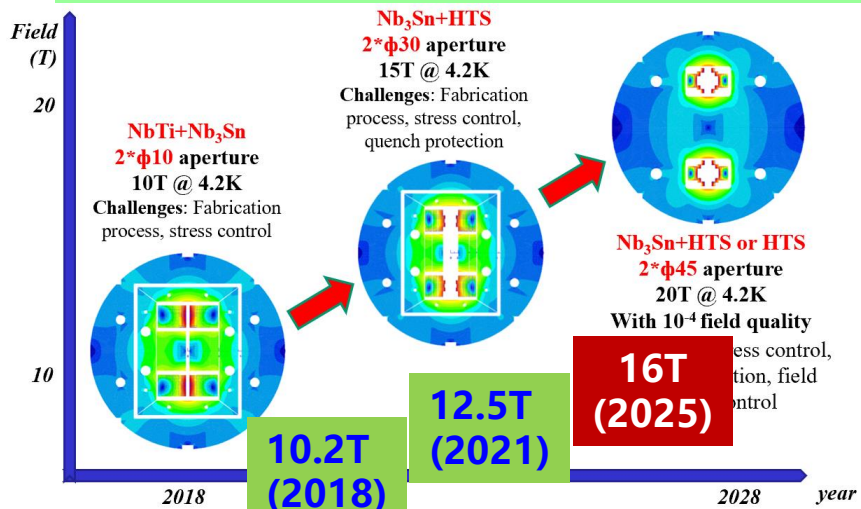 Field
(T)
20
10
NbTi+Nb₃Sn
2*ϕ10 aperture
10T @ 4.2K
Challenges: Fabrication
process, stress control
Nb₃Sn+HTS
2*ϕ30 aperture
15T @ 4.2K
Challenges: Fabrication
process, stress control,
quench protection
Nb₃Sn+HTS or HTS
2*ϕ45 aperture
20T @ 4.2K
With 10⁻⁴ field quality
control,
field
10.2T
(2018)
12.5T
(2021)
16T
(2025)
2018
2028
year